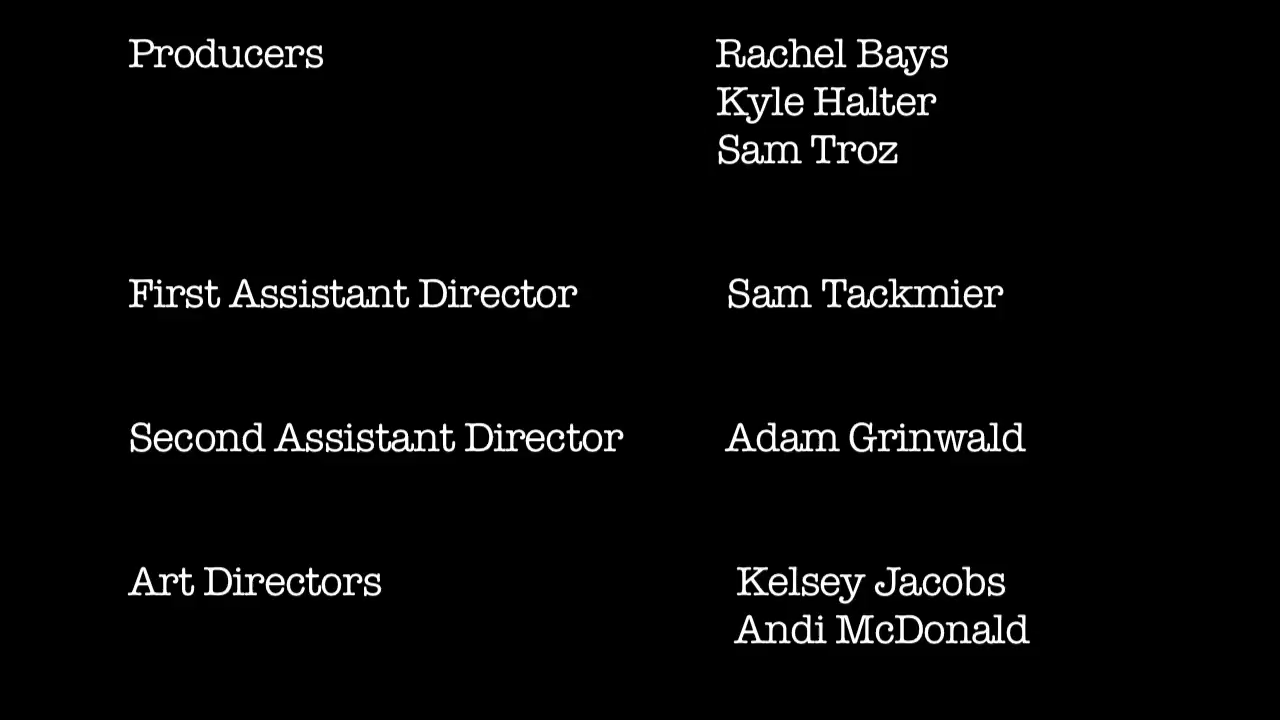 Producers Rachel Bays
Kyle Halter
Sam Troz
First Assistant Director Sam Tackmier
Second Assistant Director Adam Grinwald
Art Directors Kelsey Jacobs
Andi McDonald